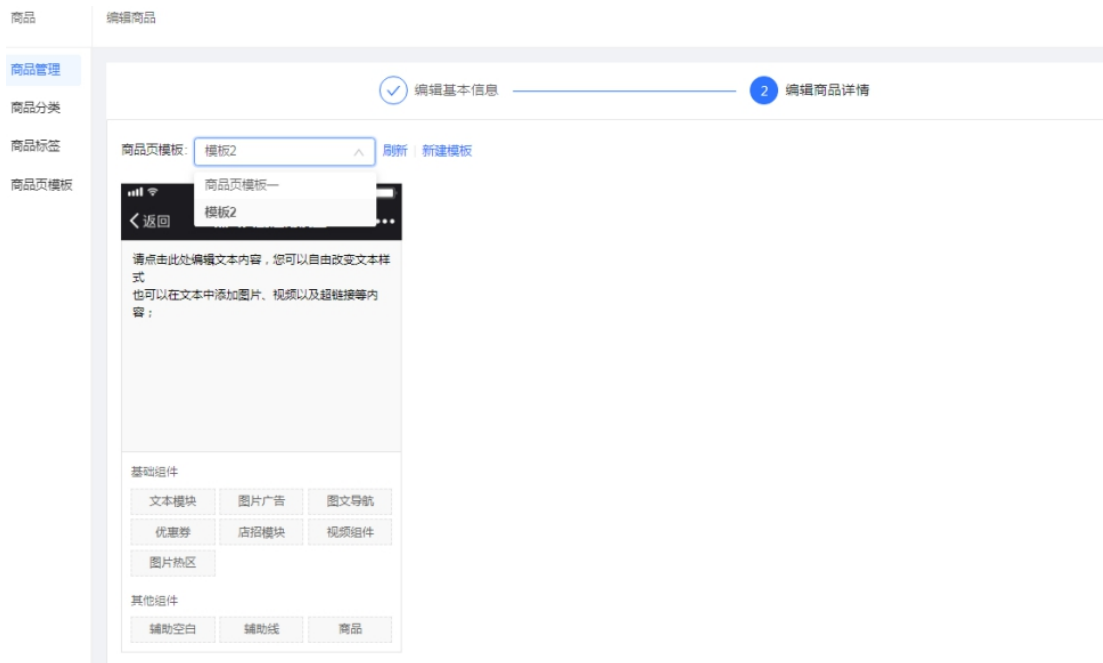 商品
编辑商品
商品管理
商品分类
商品标签
商品页模板
编辑基本信息
2 编辑商品详情
商品页模板: 模板2 刷新 新建模板
商品页模板一
模板2
返回
请点击此处编辑文本内容，您可以自由改变文本样
式
也可以在文本中添加图片、视频以及超链接等内
容；
基础组件
文本模块 图片广告 图文导航
优惠券 店招模块 视频组件
图片热区
其他组件
辅助空白 辅助线 商品